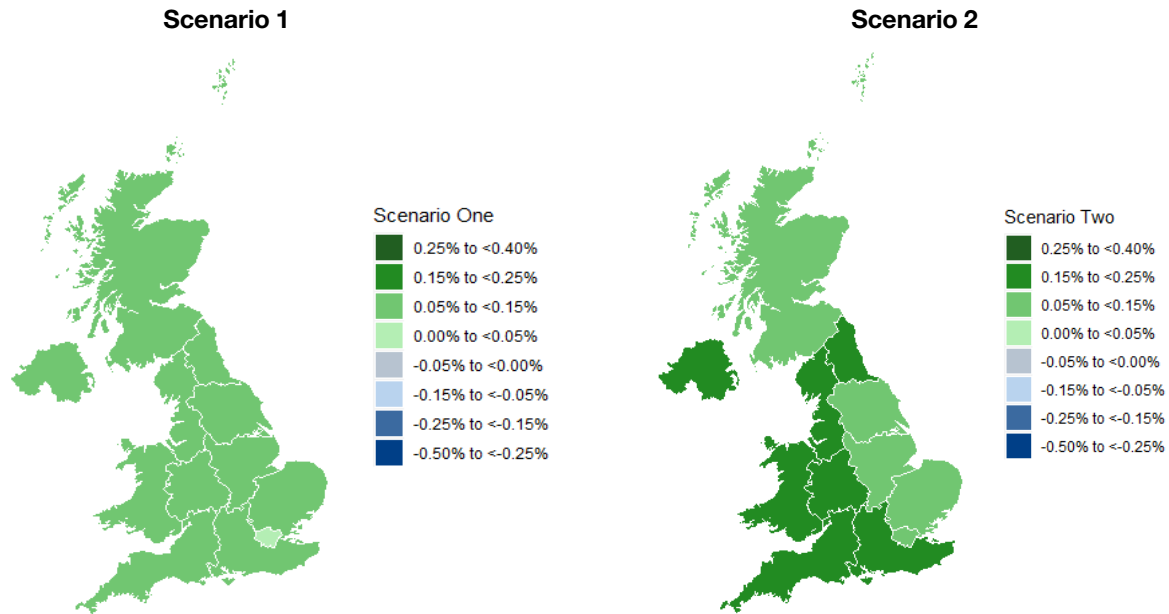 Scenario 1
Scenario One
0.25% to <0.40%
0.15% to <0.25%
0.05% to <0.15%
0.00% to <0.05%
-0.05% to <0.00%
-0.15% to <-0.05%
-0.25% to <-0.15%
-0.50% to <-0.25%
Scenario 2
Scenario Two
0.25% to <0.40%
0.15% to <0.25%
0.05% to <0.15%
0.00% to <0.05%
-0.05% to <0.00%
-0.15% to <-0.05%
-0.25% to <-0.15%
-0.50% to <-0.25%